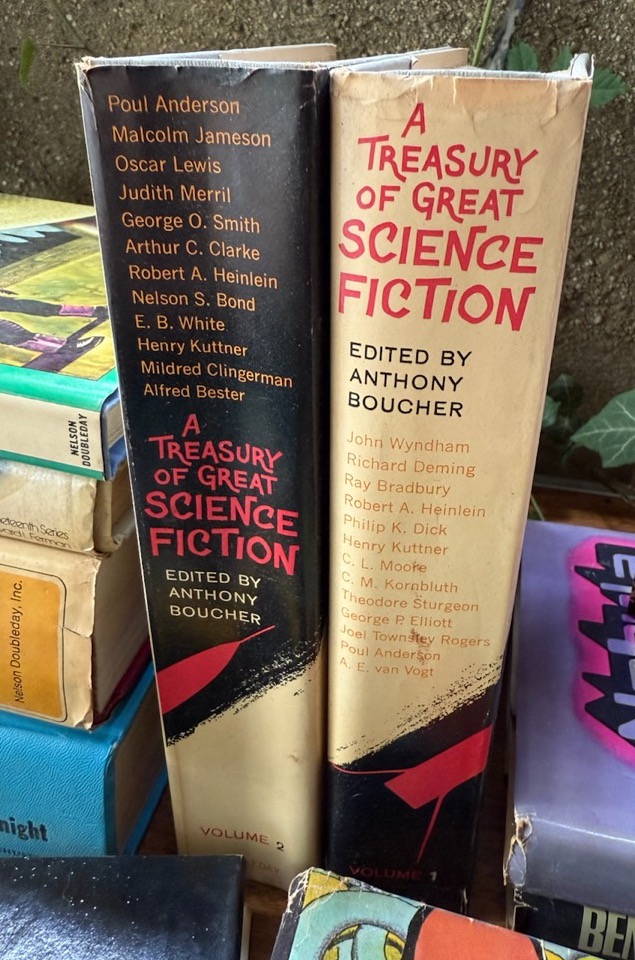 Poul Anderson
Malcolm Jameson
Oscar Lewis
Judith Merril
George O. Smith
Arthur C. Clarke
Robert A. Heinlein
Nelson S. Bond
E. B. White
Henry Kuttner
Mildred Clingerman
Alfred Bester
A
TREASURY
OF GREAT
SCIENCE
FICTION
EDITED BY
ANTHONY
BOUCHER
VOLUME 2
A
TREASURY
OF GREAT
SCIENCE
FICTION
EDITED BY
ANTHONY
BOUCHER
John Wyndham
Richard Deming
Ray Bradbury
Robert A. Heinlein
Philip K. Dick
Henry Kuttner
C. L. Moore
C. M. Kornbluth
Theodore Sturgeon
George P. Elliott
Joel Townsley Rogers
Poul Anderson
A. E. van Vogt
VOLUME 1
NELSON
DOUBLEDAY
Series
Nelson Doubleday, Inc.
night
BEN